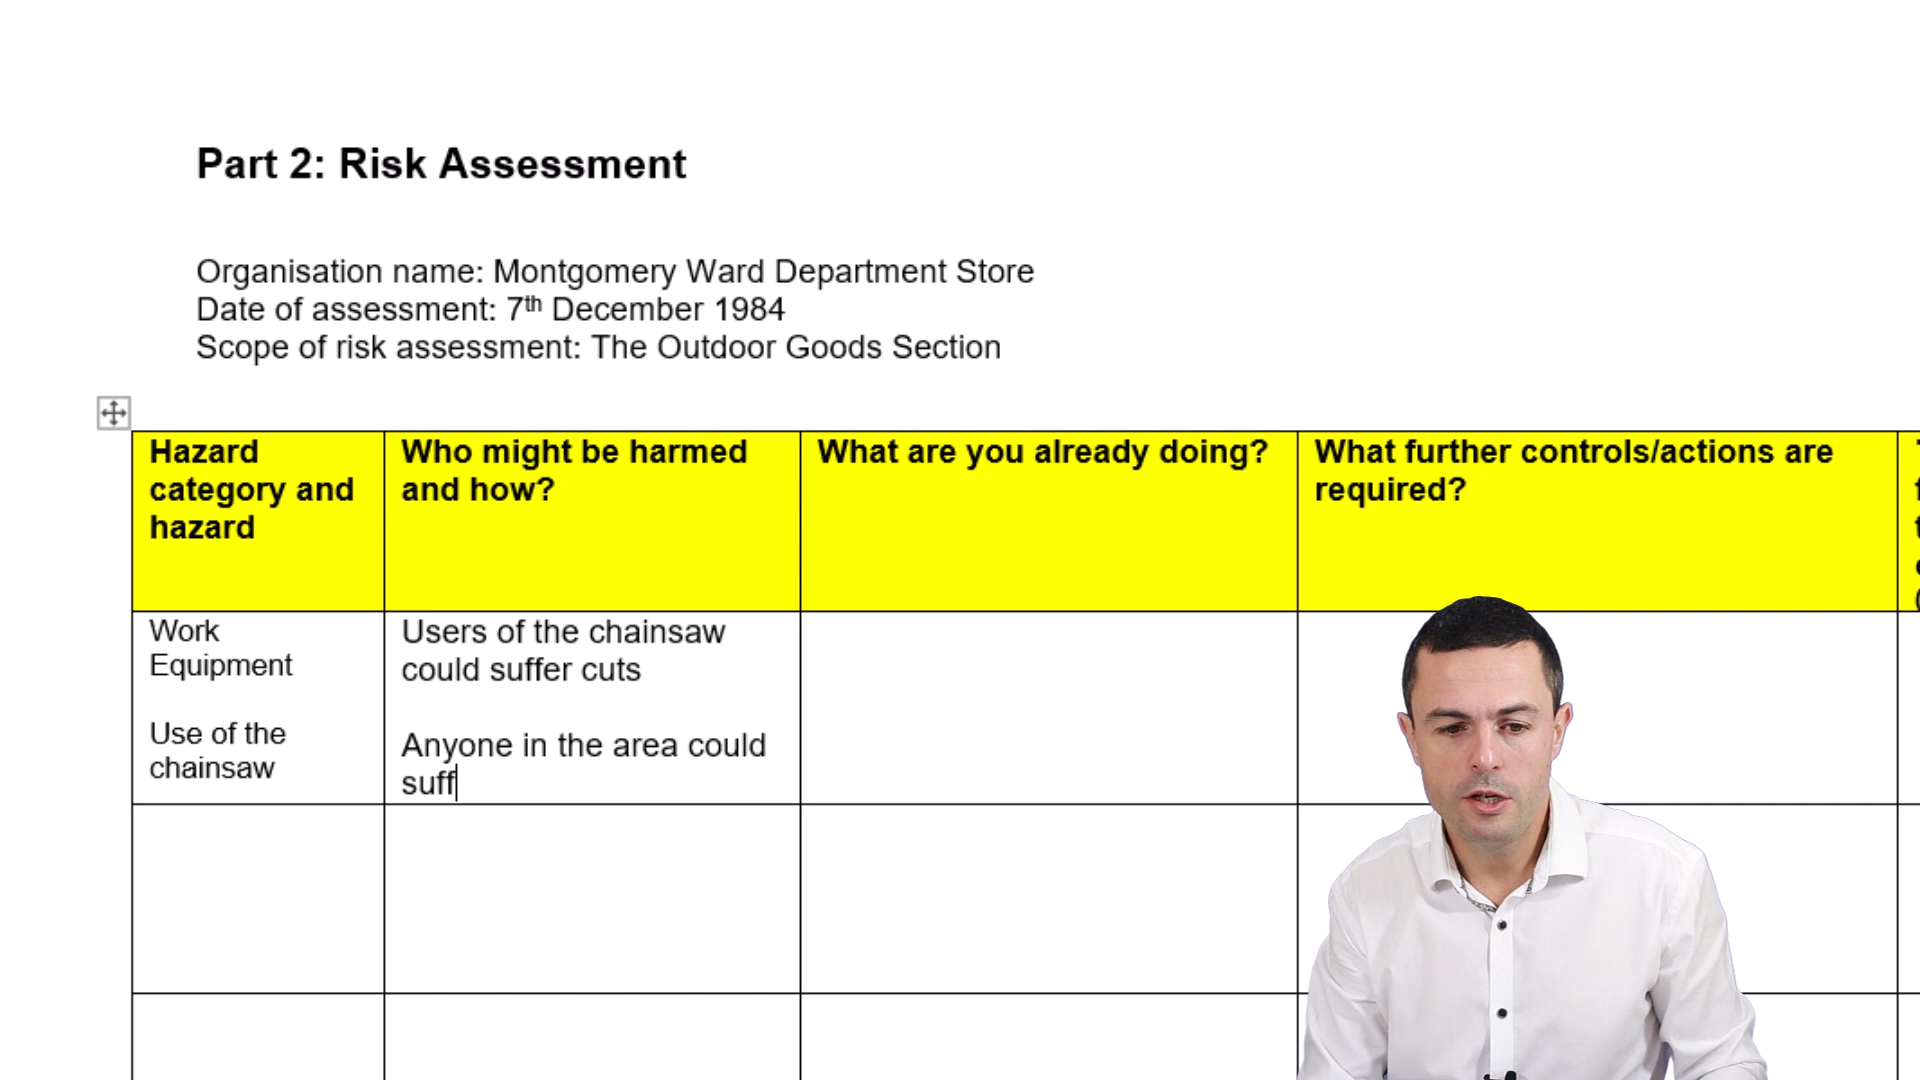 Part 2: Risk Assessment
Organisation name: Montgomery Ward Department Store
Date of assessment: 7th December 1984
Scope of risk assessment: The Outdoor Goods Section
Hazard
category and
hazard
Who might be harmed
and how?
What are you already doing?
What further controls/actions are
required?
Work
Equipment
Use of the
chainsaw
Users of the chainsaw
could suffer cuts
Anyone in the area could
suff